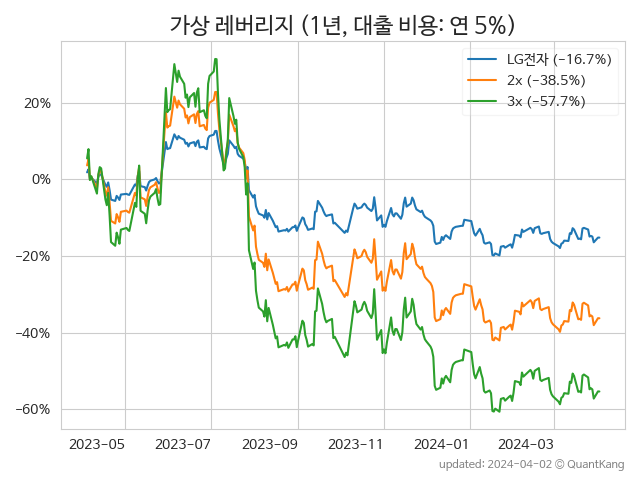 가상 레버리지 (1년, 대출 비용: 연 5%)
LG전자 (−16.7%)
2x (−38.5%)
3x (−57.7%)
20%
0%
−20%
−40%
−60%
2023−05 2023−07 2023−09 2023−11 2024−01 2024−03
updated: 2024−04−02 © QuantKang